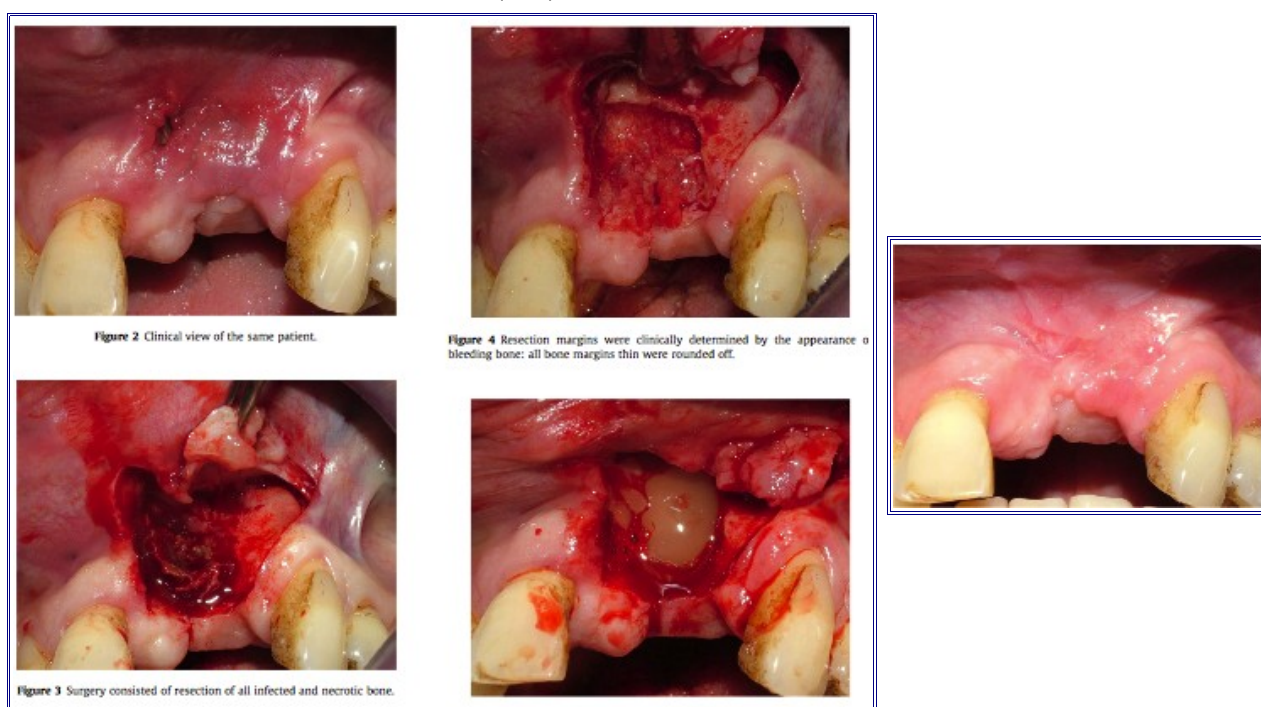 Figure 2 Clinical view of the same patient.
Figure 4 Resection margins were clinically determined by the appearance o
bleeding bone: all bone margins thin were rounded off.
Figure 3 Surgery consisted of resection of all infected and necrotic bone.